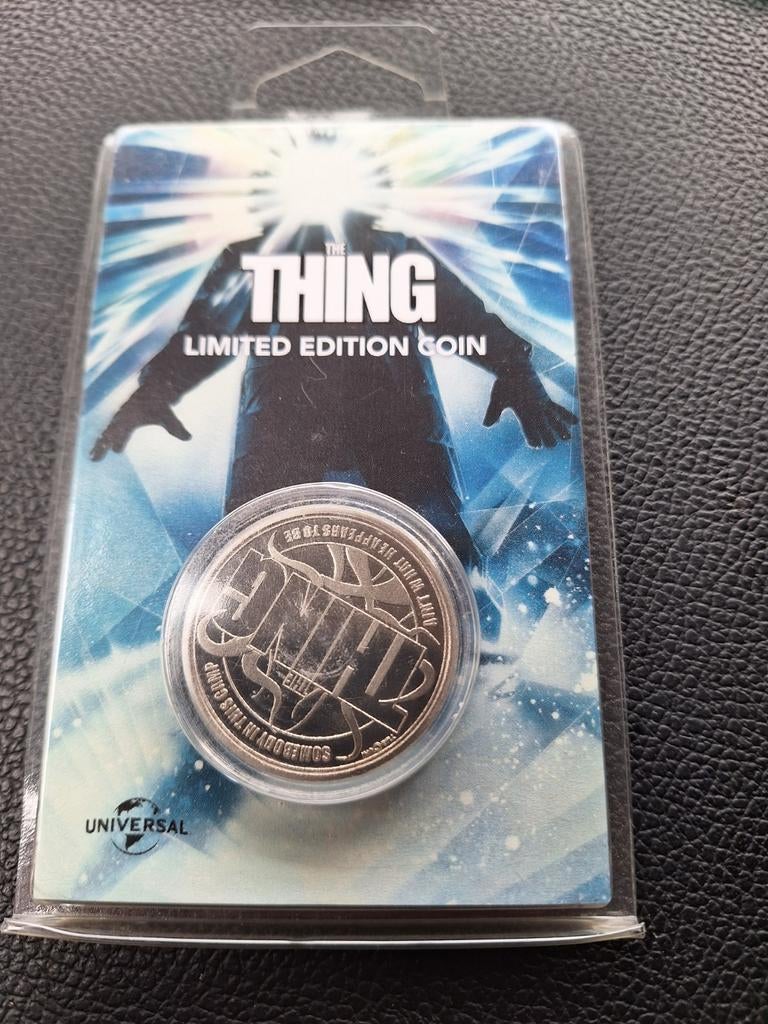 THE
THING
LIMITED EDITION COIN
SOMEBODY IN THIS CAMP
AIN'T WHAT HE APPEARS TO BE
THE
THING
UNIVERSAL